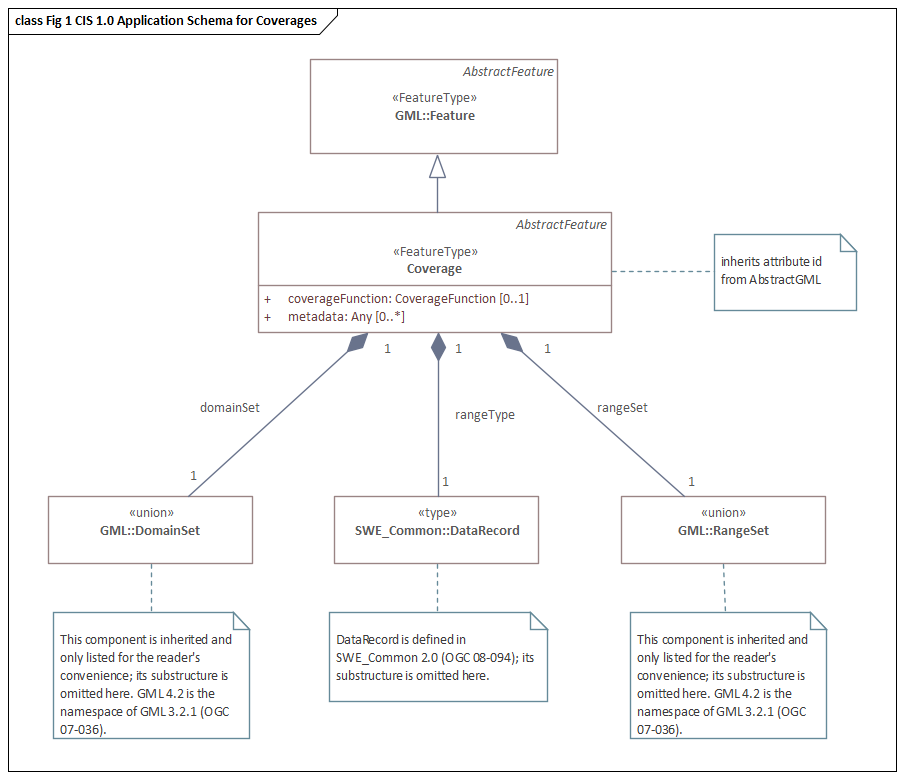 class Fig 1 CIS 1.0 Application Schema for Coverages
AbstractFeature
«FeatureType»
GML::Feature
AbstractFeature
«FeatureType»
Coverage
+ coverageFunction: CoverageFunction [0..1]
+ metadata: Any [0..*]
inherits attribute id
from AbstractGML
1
1
1
domainSet
rangeType
rangeSet
1
1
1
«union»
GML::DomainSet
«type»
SWE_Common::DataRecord
«union»
GML::RangeSet
This component is inherited and
only listed for the reader's
convenience; its substructure is
omitted here. GML 4.2 is the
namespace of GML 3.2.1 (OGC
07-036).
DataRecord is defined in
SWE_Common 2.0 (OGC 08-094); its
substructure is omitted here.
This component is inherited and
only listed for the reader's
convenience; its substructure is
omitted here. GML 4.2 is the
namespace of GML 3.2.1 (OGC
07-036).